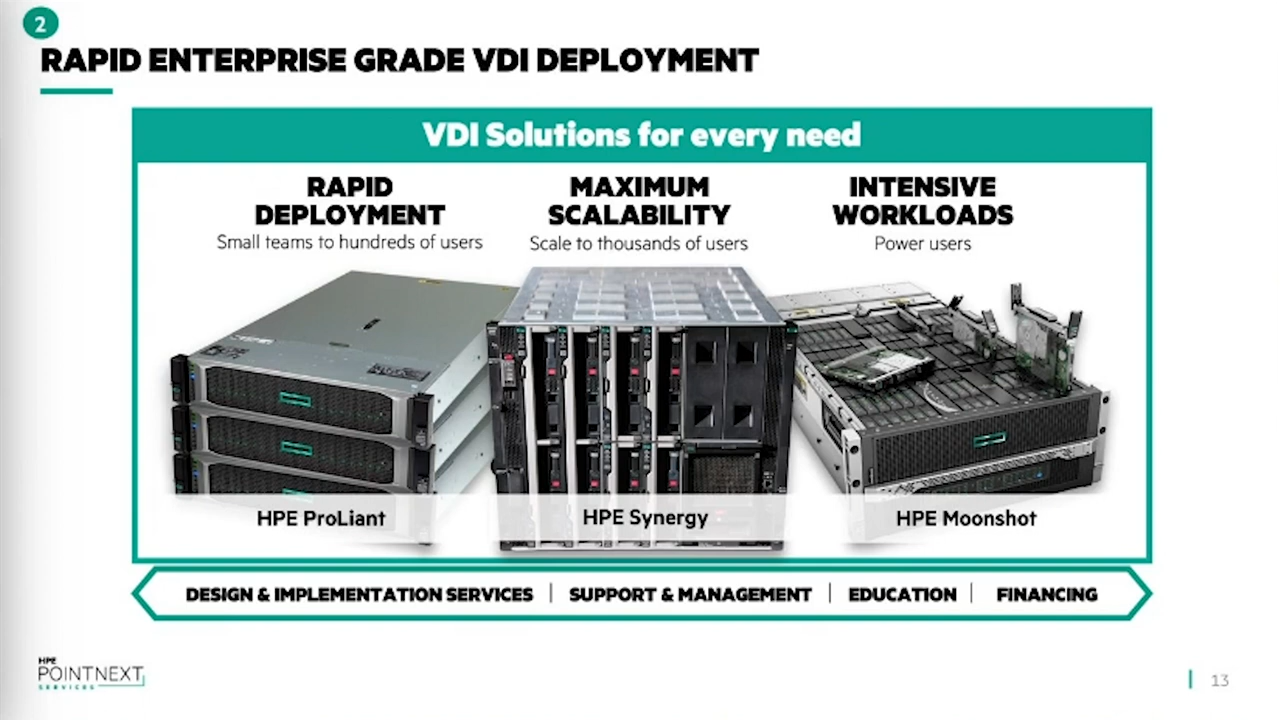 2
RAPID ENTERPRISE GRADE VDI DEPLOYMENT
VDI Solutions for every need
RAPID
DEPLOYMENT
Small teams to hundreds of users
MAXIMUM
SCALABILITY
Scale to thousands of users
INTENSIVE
WORKLOADS
Power users
HPE ProLiant
HPE Synergy
HPE Moonshot
DESIGN & IMPLEMENTATION SERVICES | SUPPORT & MANAGEMENT | EDUCATION | FINANCING
HPE
POINTNEXT
SERVICES
13